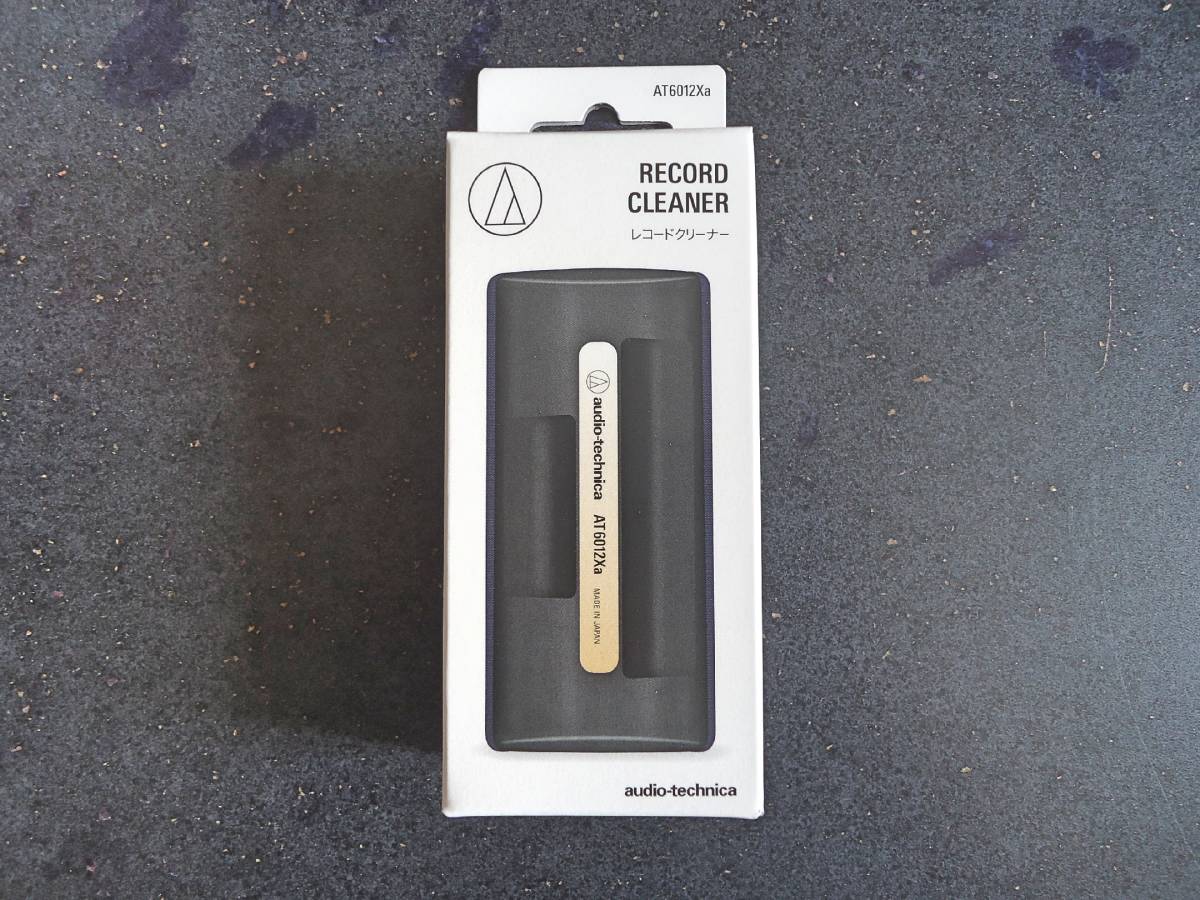 AT6012Xa
RECORD
CLEANER
レコードクリーナー
audio-technica AT6012Xa MADE IN JAPAN
audio-technica